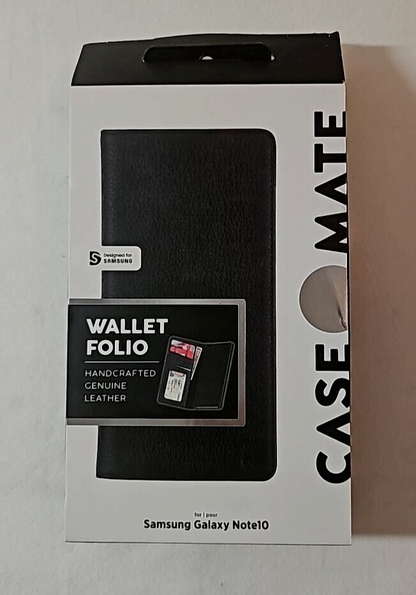 Designed for
SAMSUNG
WALLET
FOLIO
HANDCRAFTED
GENUINE
LEATHER
CASE MATE
for | pour
Samsung Galaxy Note10